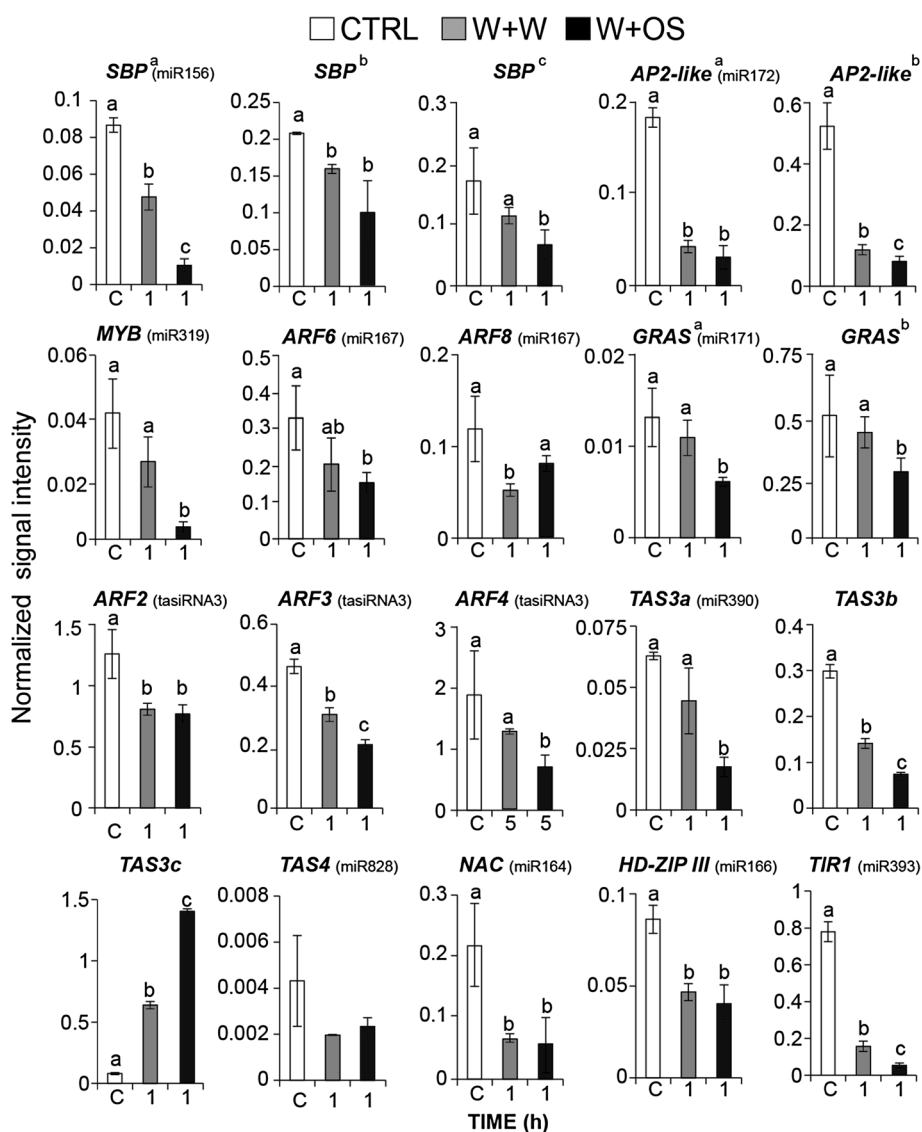 CTRL W+W W+OS
SBP a (miR156) SBP b SBP c AP2-like a (miR172) AP2-like b
0.1 0.08 0.06 0.04 0.02 0
a b c
C 1 1
0.25 0.2 0.15 0.1 0.05 0
a b b
C 1 1
0.3 0.2 0.1 0
a a b
C 1 1
0.2 0.1 0
a b b
C 1 1
0.6 0.4 0.2 0
a b c
C 1 1
MYB (miR319) ARF6 (miR167) ARF8 (miR167) GRAS a (miR171) GRAS b
0.06 0.04 0.02 0
a a b
C 1 1
0.5 0.4 0.3 0.2 0.1 0
a ab b
C 1 1
0.2 0.1 0
a b a
C 1 1
0.02 0.01 0
a a b
C 1 1
0.75 0.5 0.25 0
a a b
C 1 1
Normalized signal intensity
ARF2 (tasiRNA3) ARF3 (tasiRNA3) ARF4 (tasiRNA3) TAS3a (miR390) TAS3b
1.5 1 0.5 0
a b b
C 1 1
0.6 0.4 0.2 0
a b c
C 1 1
4 3 2 1 0
a a b
C 5 5
0.075 0.05 0.025 0
a a b
C 1 1
0.4 0.3 0.2 0.1 0
a b c
C 1 1
TAS3c TAS4 (miR828) NAC (miR164) HD-ZIP III (miR166) TIR1 (miR393)
1.5 1 0.5 0
a b c
C 1 1
0.008 0.006 0.004 0.002 0
C 1 1
0.3 0.2 0.1 0
a b b
C 1 1
0.1 0.05 0
a b b
C 1 1
1 0.8 0.6 0.4 0.2 0
a b c
C 1 1
TIME (h)